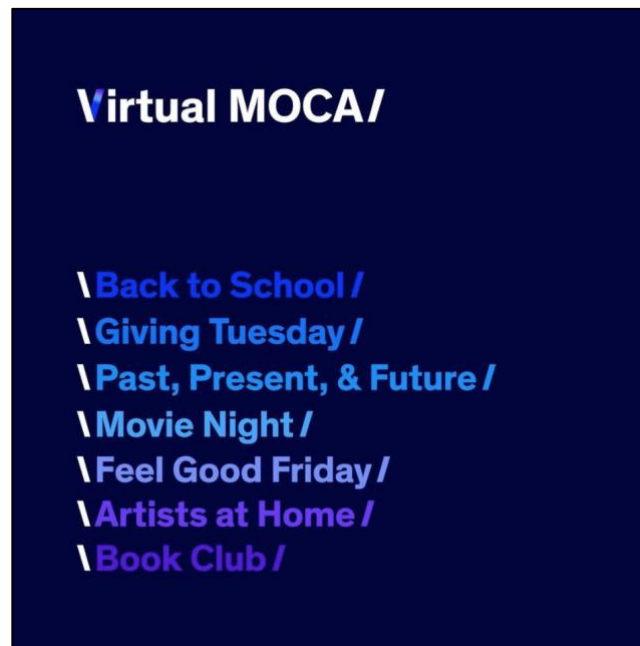 Virtual MOCA/
\Back to School/
\Giving Tuesday/
\Past, Present, & Future/
\Movie Night/
\Feel Good Friday/
\Artists at Home/
\Book Club/